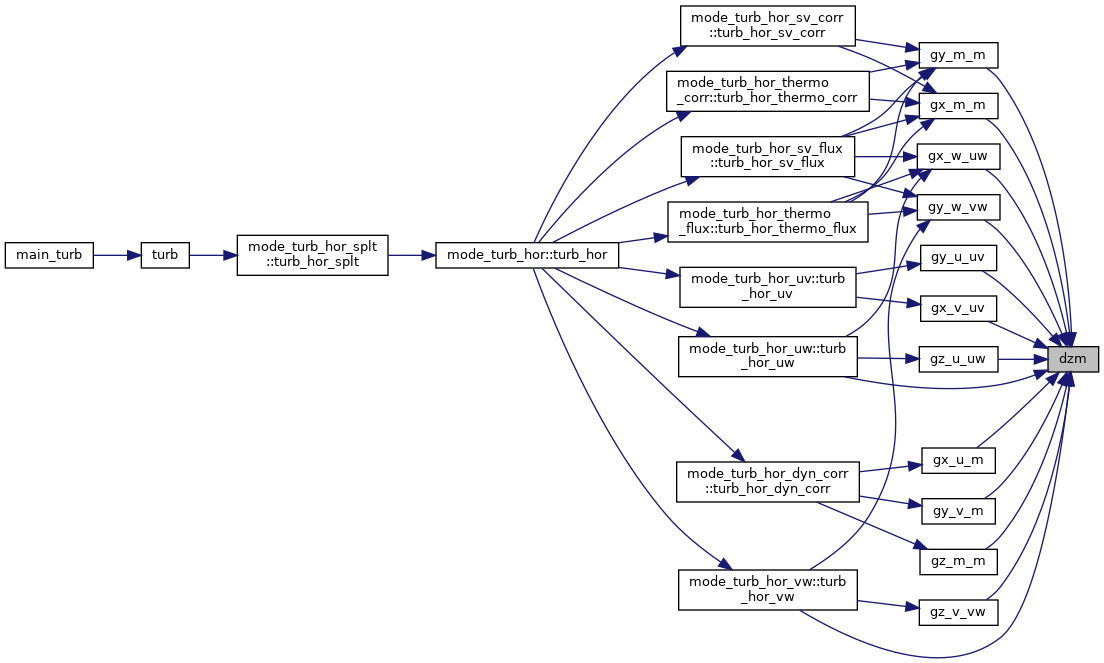 main_turb
turb
mode_turb_hor_splt
::turb_hor_splt
mode_turb_hor::turb_hor
mode_turb_hor_sv_corr
::turb_hor_sv_corr
mode_turb_hor_thermo
_corr::turb_hor_thermo_corr
mode_turb_hor_sv_flux
::turb_hor_sv_flux
mode_turb_hor_thermo
_flux::turb_hor_thermo_flux
mode_turb_hor_uv::turb
_hor_uv
mode_turb_hor_uw::turb
_hor_uw
mode_turb_hor_dyn_corr
::turb_hor_dyn_corr
mode_turb_hor_vw::turb
_hor_vw
gy_m_m
gx_m_m
gx_w_uw
gy_w_vw
gy_u_uv
gx_v_uv
gz_u_uw
gx_u_m
gy_v_m
gz_m_m
gz_v_vw
dzm